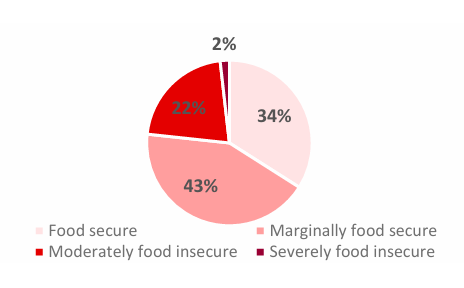 2%
22%
34%
43%
Food secure
Marginally food secure
Moderately food insecure
Severely food insecure